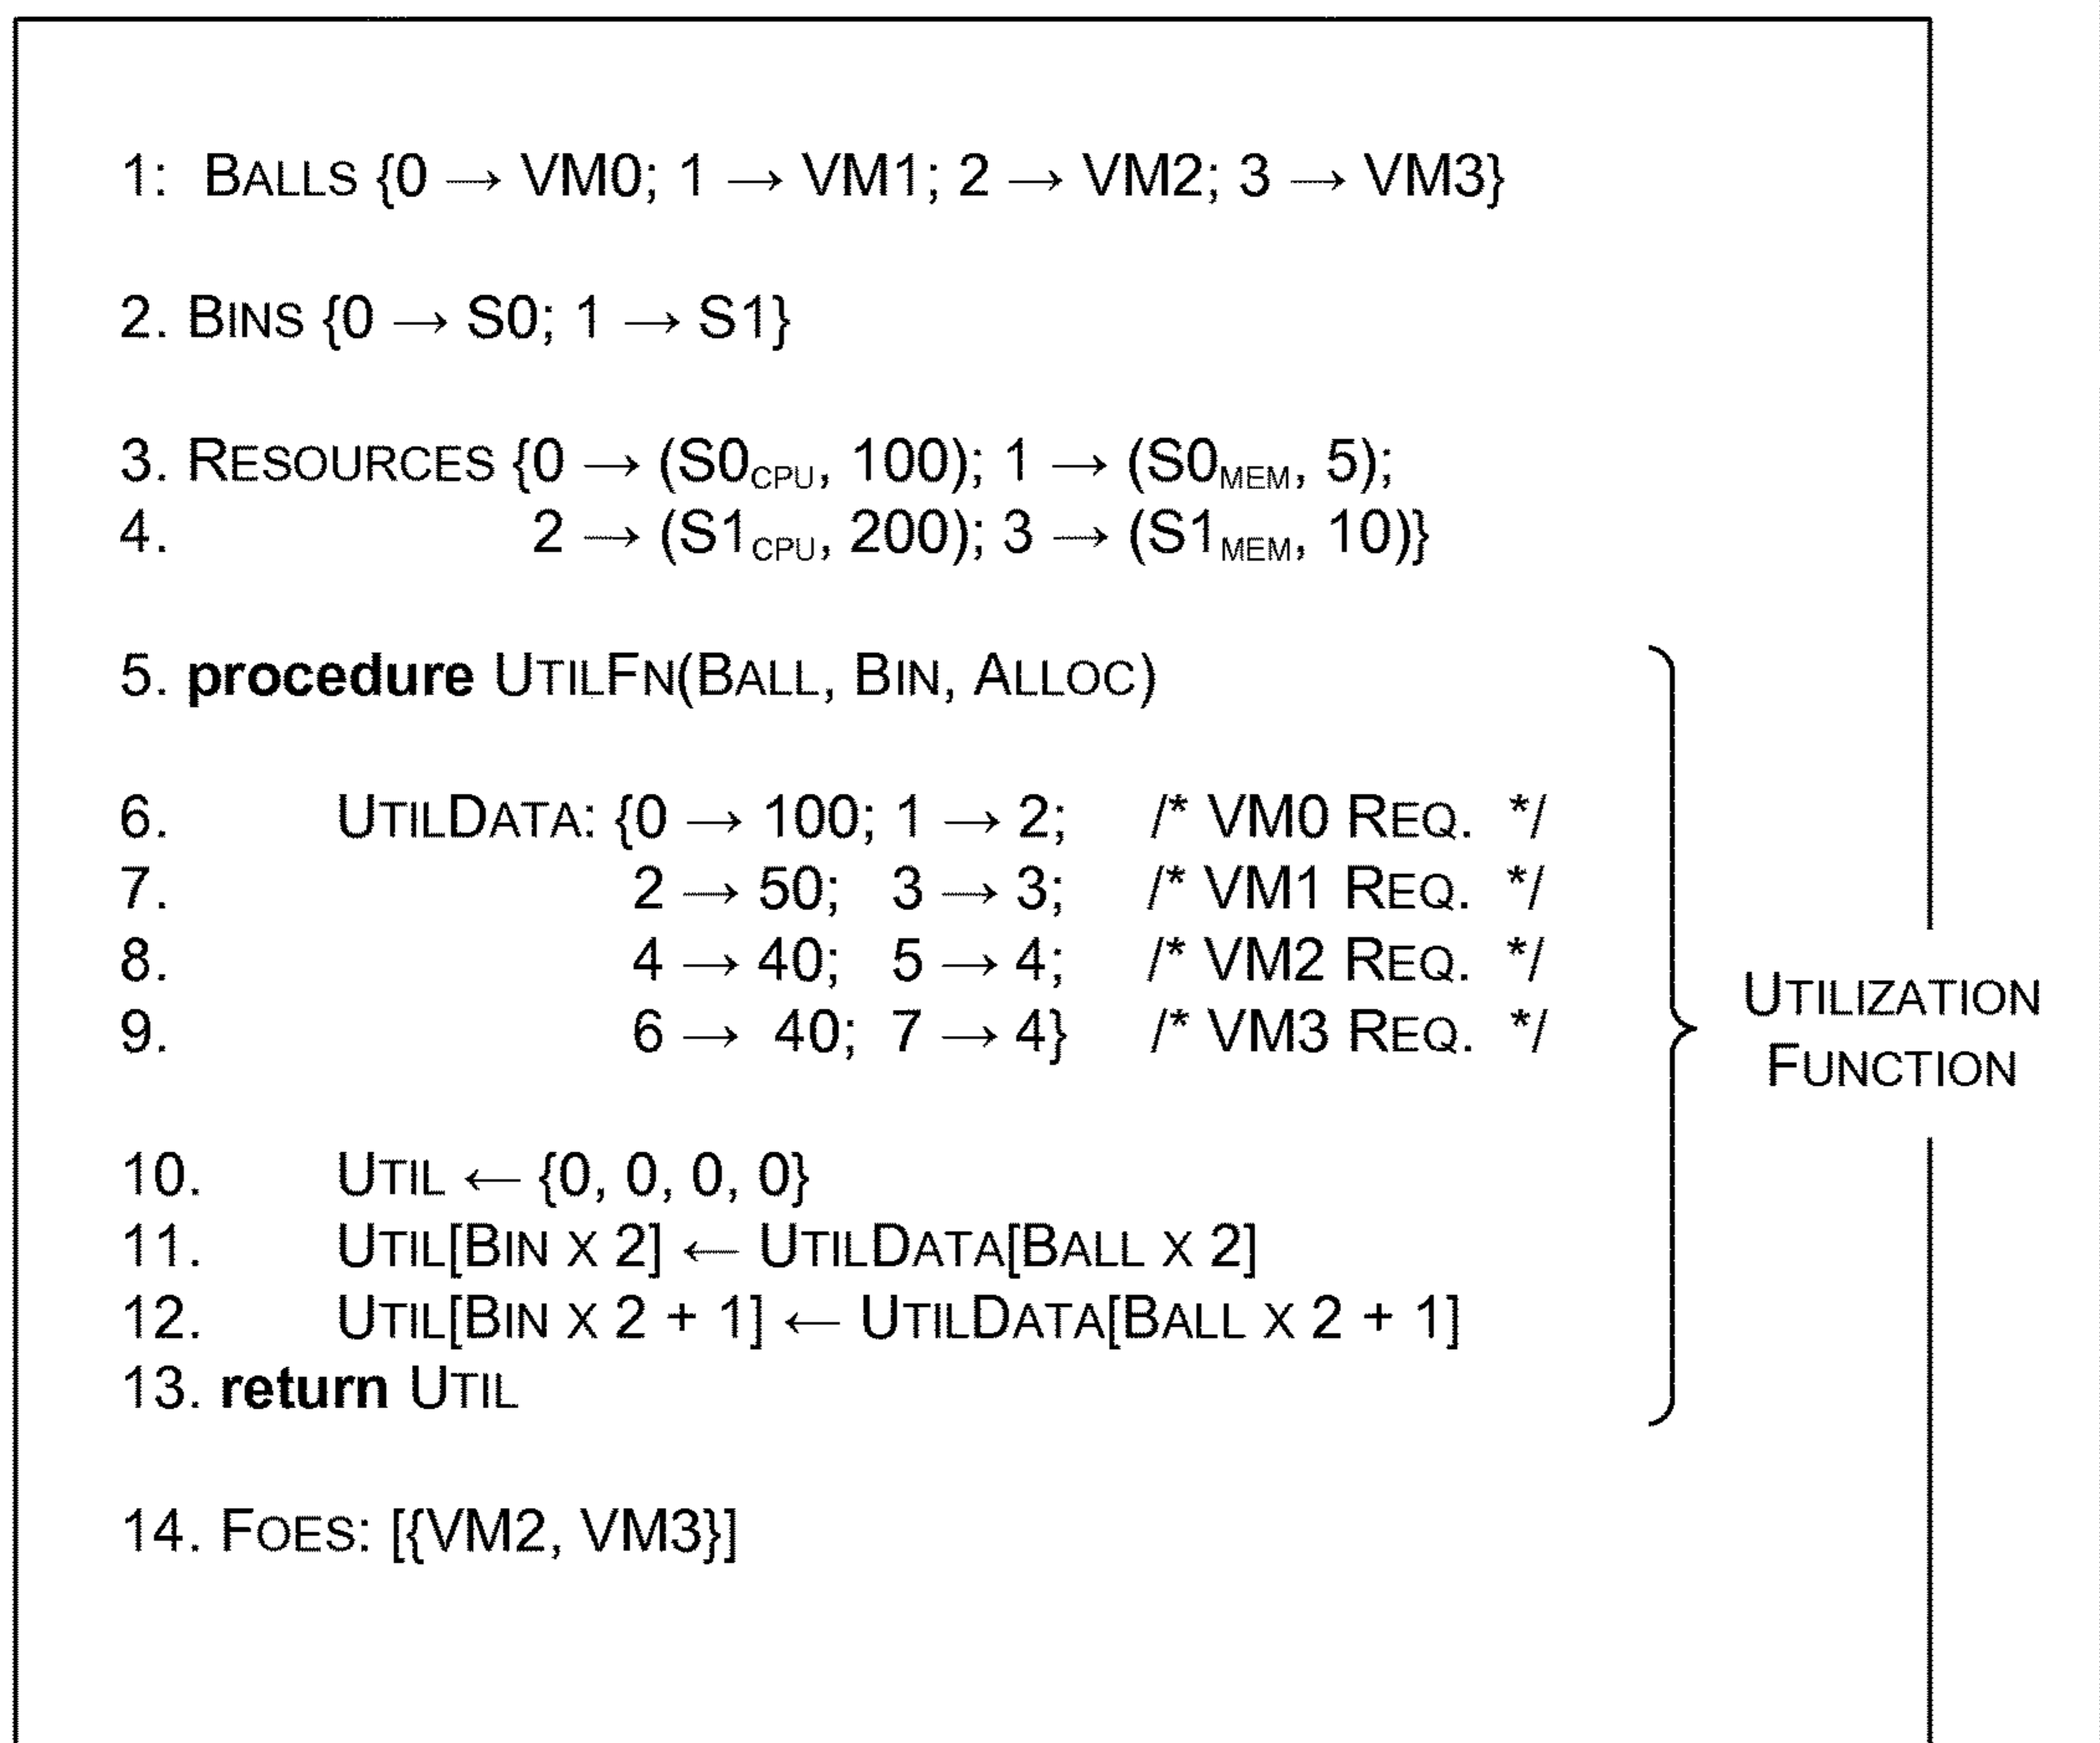 1: BALLS {0 → VM0; 1 → VM1; 2 → VM2; 3 → VM3}
2. BINS {0 → S0; 1 → S1}
3. RESOURCES {0 → (S0CPU, 100); 1 → (S0MEM, 5);
4. 2 → (S1CPU, 200); 3 → (S1MEM, 10)}
5. procedure UTILFN(BALL, BIN, ALLOC)
6. UTILDATA: {0 → 100; 1 → 2; /* VM0 REQ. */
7. 2 → 50; 3 → 3; /* VM1 REQ. */
8. 4 → 40; 5 → 4; /* VM2 REQ. */
9. 6 → 40; 7 → 4} /* VM3 REQ. */
10. UTIL ← {0, 0, 0, 0}
11. UTIL[BIN X 2] ← UTILDATA[BALL X 2]
12. UTIL[BIN X 2 + 1] ← UTILDATA[BALL X 2 + 1]
13. return UTIL
14. FOES: [{VM2, VM3}]
UTILIZATION
FUNCTION